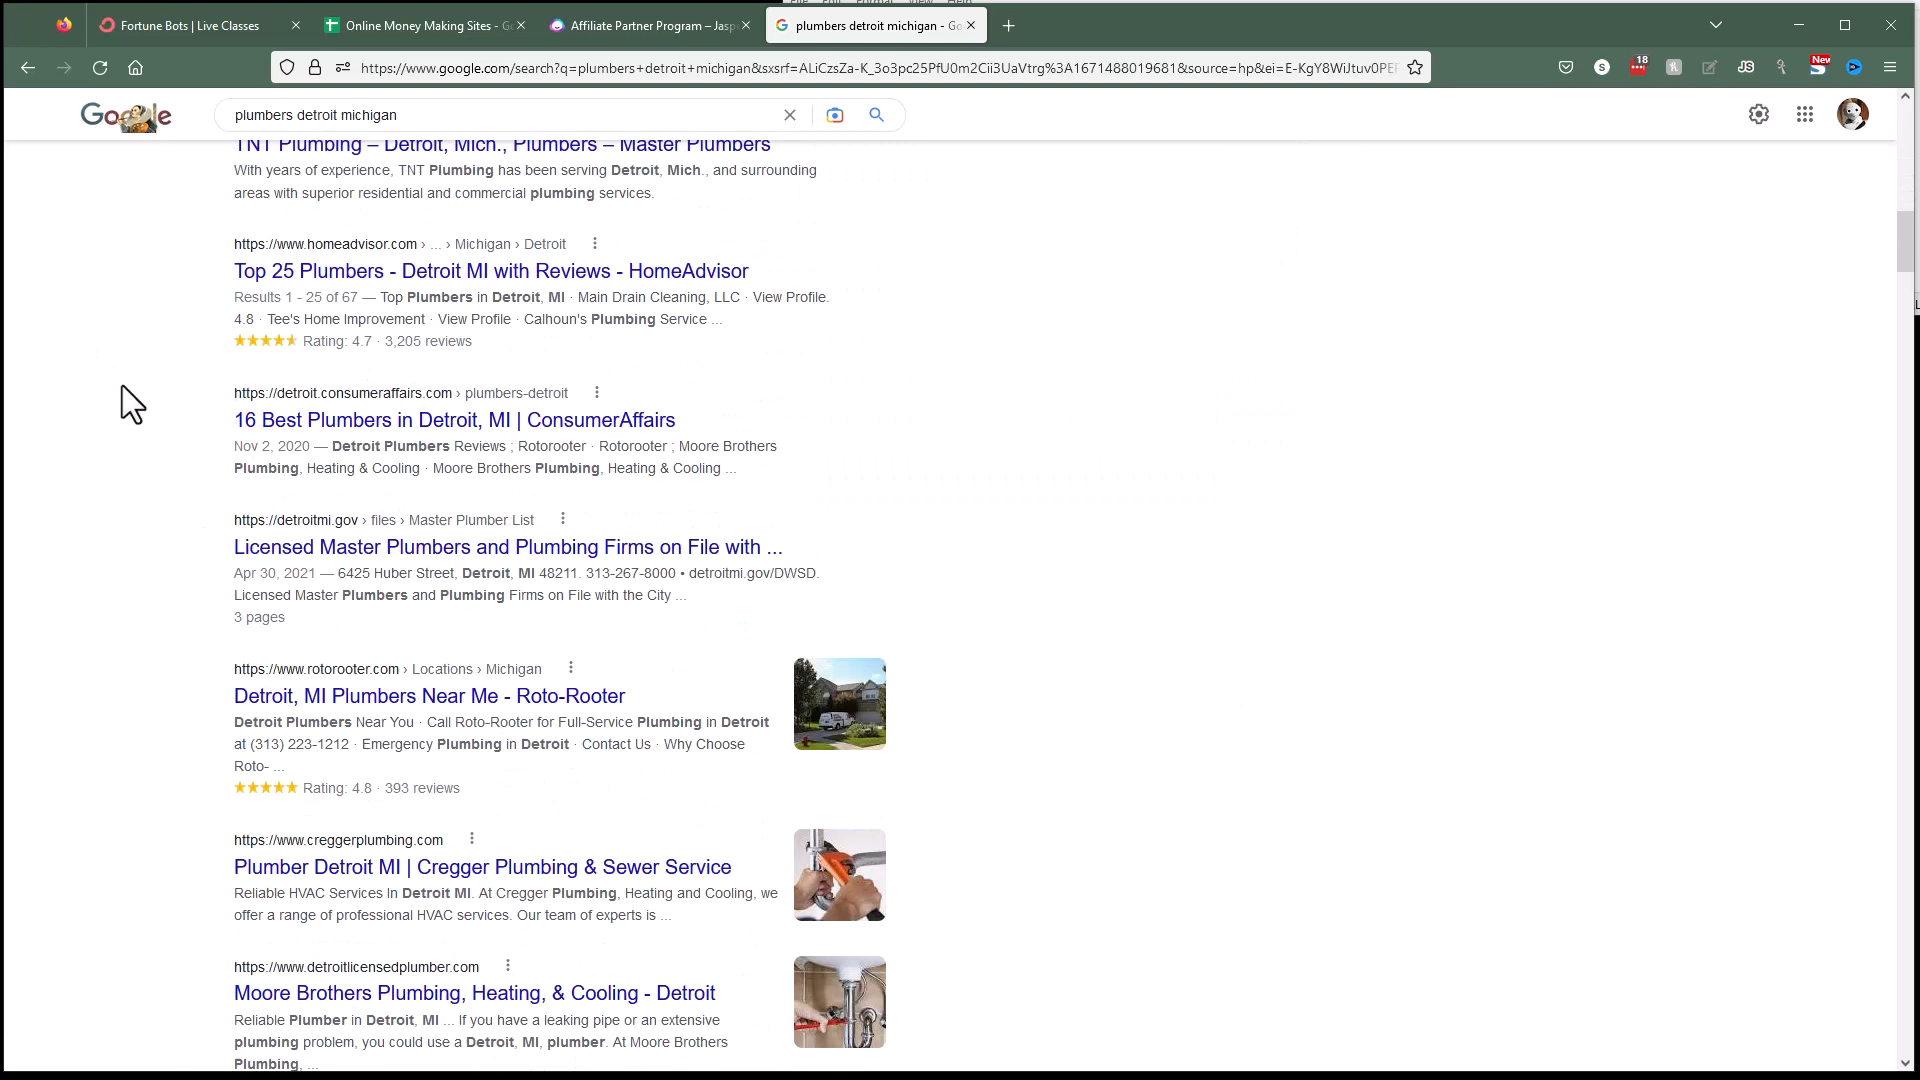 Fortune Bots | Live Classes
Online Money Making Sites - Go
Affiliate Partner Program – Jasp
plumbers detroit michigan - Go
https://www.google.com/search?q=plumbers+detroit+michigan&sxsrf=ALiCzsZa-K_3o3pc25PfU0m2Cii3UaVtrg%3A1671488019681&source=hp&ei=E-KgY8WiJtuv0PEP
18
JS
New
Google
plumbers detroit michigan
TNT Plumbing – Detroit, Mich., Plumbers – Master Plumbers
With years of experience, TNT Plumbing has been serving Detroit, Mich., and surrounding
areas with superior residential and commercial plumbing services.
https://www.homeadvisor.com › ... › Michigan › Detroit
Top 25 Plumbers - Detroit MI with Reviews - HomeAdvisor
Results 1 - 25 of 67 — Top Plumbers in Detroit, MI · Main Drain Cleaning, LLC · View Profile.
4.8 · Tee's Home Improvement · View Profile · Calhoun's Plumbing Service ...
Rating: 4.7 · 3,205 reviews
https://detroit.consumeraffairs.com › plumbers-detroit
16 Best Plumbers in Detroit, MI | ConsumerAffairs
Nov 2, 2020 — Detroit Plumbers Reviews ; Rotorooter · Rotorooter ; Moore Brothers
Plumbing, Heating & Cooling · Moore Brothers Plumbing, Heating & Cooling ...
https://detroitmi.gov › files › Master Plumber List
Licensed Master Plumbers and Plumbing Firms on File with ...
Apr 30, 2021 — 6425 Huber Street, Detroit, MI 48211. 313-267-8000 • detroitmi.gov/DWSD.
Licensed Master Plumbers and Plumbing Firms on File with the City ...
3 pages
https://www.rotorooter.com › Locations › Michigan
Detroit, MI Plumbers Near Me - Roto-Rooter
Detroit Plumbers Near You · Call Roto-Rooter for Full-Service Plumbing in Detroit
at (313) 223-1212 · Emergency Plumbing in Detroit · Contact Us · Why Choose
Roto- ...
Rating: 4.8 · 393 reviews
https://www.creggerplumbing.com
Plumber Detroit MI | Cregger Plumbing & Sewer Service
Reliable HVAC Services In Detroit MI. At Cregger Plumbing, Heating and Cooling, we
offer a range of professional HVAC services. Our team of experts is ...
https://www.detroitlicensedplumber.com
Moore Brothers Plumbing, Heating, & Cooling - Detroit
Reliable Plumber in Detroit, MI ... If you have a leaking pipe or an extensive
plumbing problem, you could use a Detroit, MI, plumber. At Moore Brothers
Plumbing, ...